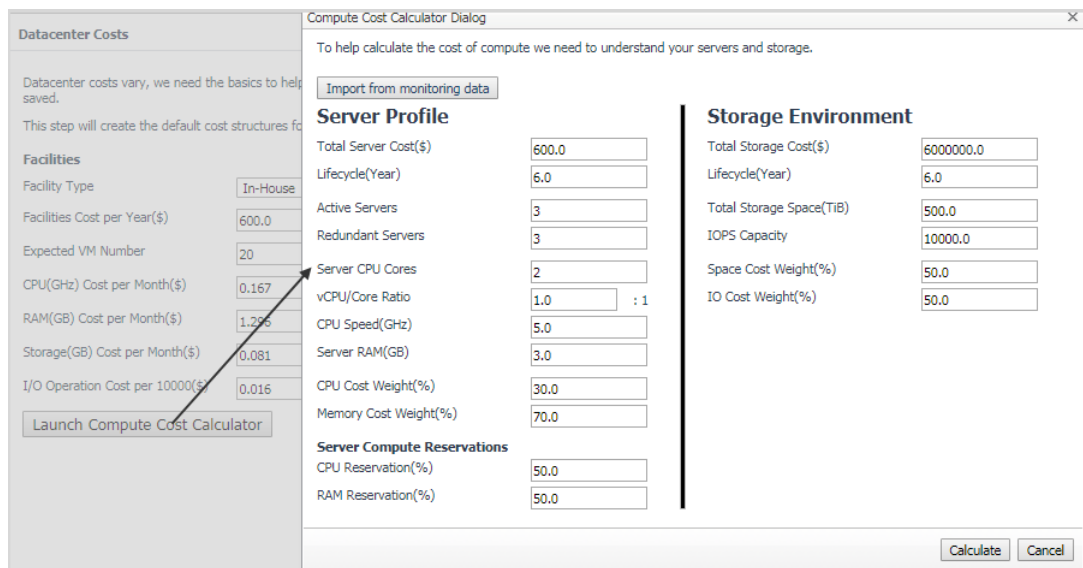 Compute Cost Calculator Dialog
Datacenter Costs
Datacenter costs vary, we need the basics to help
saved.
This step will create the default cost structures fo
Facilities
Facility Type In-House
Facilities Cost per Year($) 600.0
Expected VM Number 20
CPU(GHz) Cost per Month($) 0.167
RAM(GB) Cost per Month($) 1.296
Storage(GB) Cost per Month($) 0.081
I/O Operation Cost per 10000($) 0.016
Launch Compute Cost Calculator
To help calculate the cost of compute we need to understand your servers and storage.
Import from monitoring data
Server Profile
Total Server Cost($) 600.0
Lifecycle(Year) 6.0
Active Servers 3
Redundant Servers 3
Server CPU Cores 2
vCPU/Core Ratio 1.0 : 1
CPU Speed(GHz) 5.0
Server RAM(GB) 3.0
CPU Cost Weight(%) 30.0
Memory Cost Weight(%) 70.0
Server Compute Reservations
CPU Reservation(%) 50.0
RAM Reservation(%) 50.0
Storage Environment
Total Storage Cost($) 6000000.0
Lifecycle(Year) 6.0
Total Storage Space(TiB) 500.0
IOPS Capacity 10000.0
Space Cost Weight(%) 50.0
IO Cost Weight(%) 50.0
Calculate Cancel